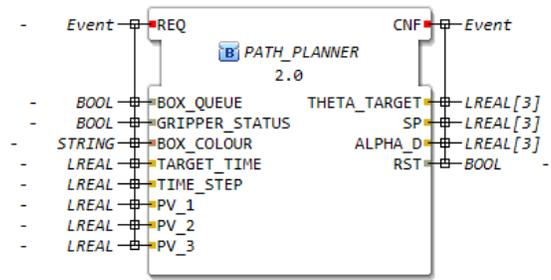 - Event REQ CNF Event
B PATH_PLANNER
2.0
- BOOL BOX_QUEUE THETA_TARGET LREAL[3]
- BOOL GRIPPER_STATUS SP LREAL[3]
- STRING BOX_COLOUR ALPHA_D LREAL[3]
- LREAL TARGET_TIME RST BOOL -
- LREAL TIME_STEP
- LREAL PV_1
- LREAL PV_2
- LREAL PV_3